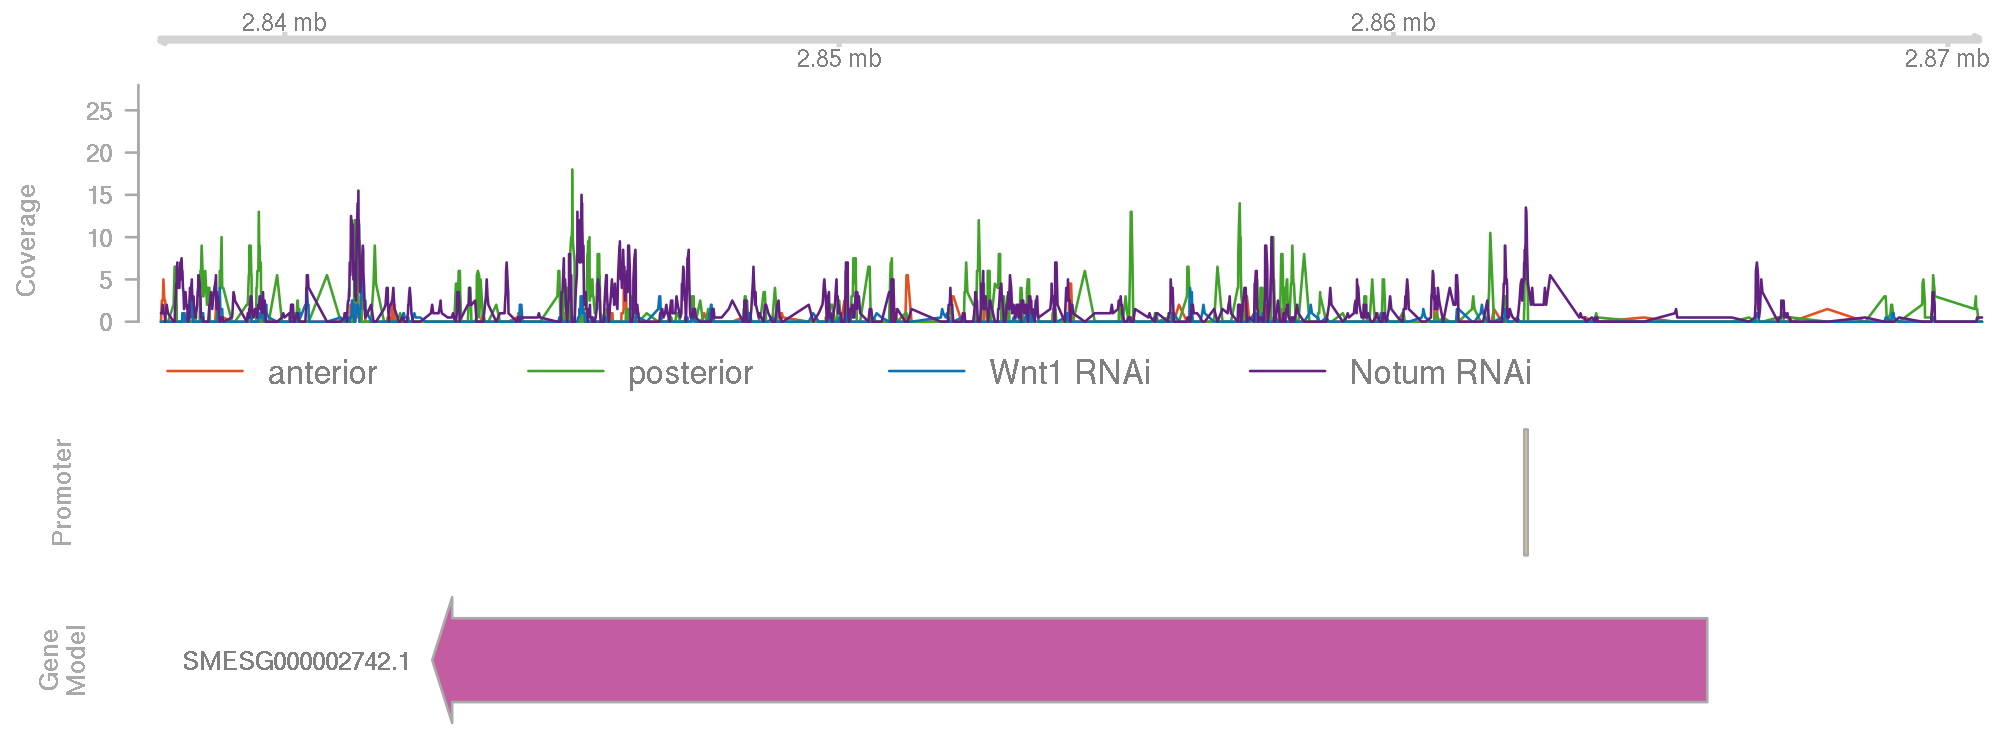 2.84 mb
2.86 mb
2.85 mb
2.87 mb
Coverage
25
20
15
10
5
0
anterior
posterior
Wnt1 RNAi
Notum RNAi
Promoter
Gene
Model
SMESG000002742.1